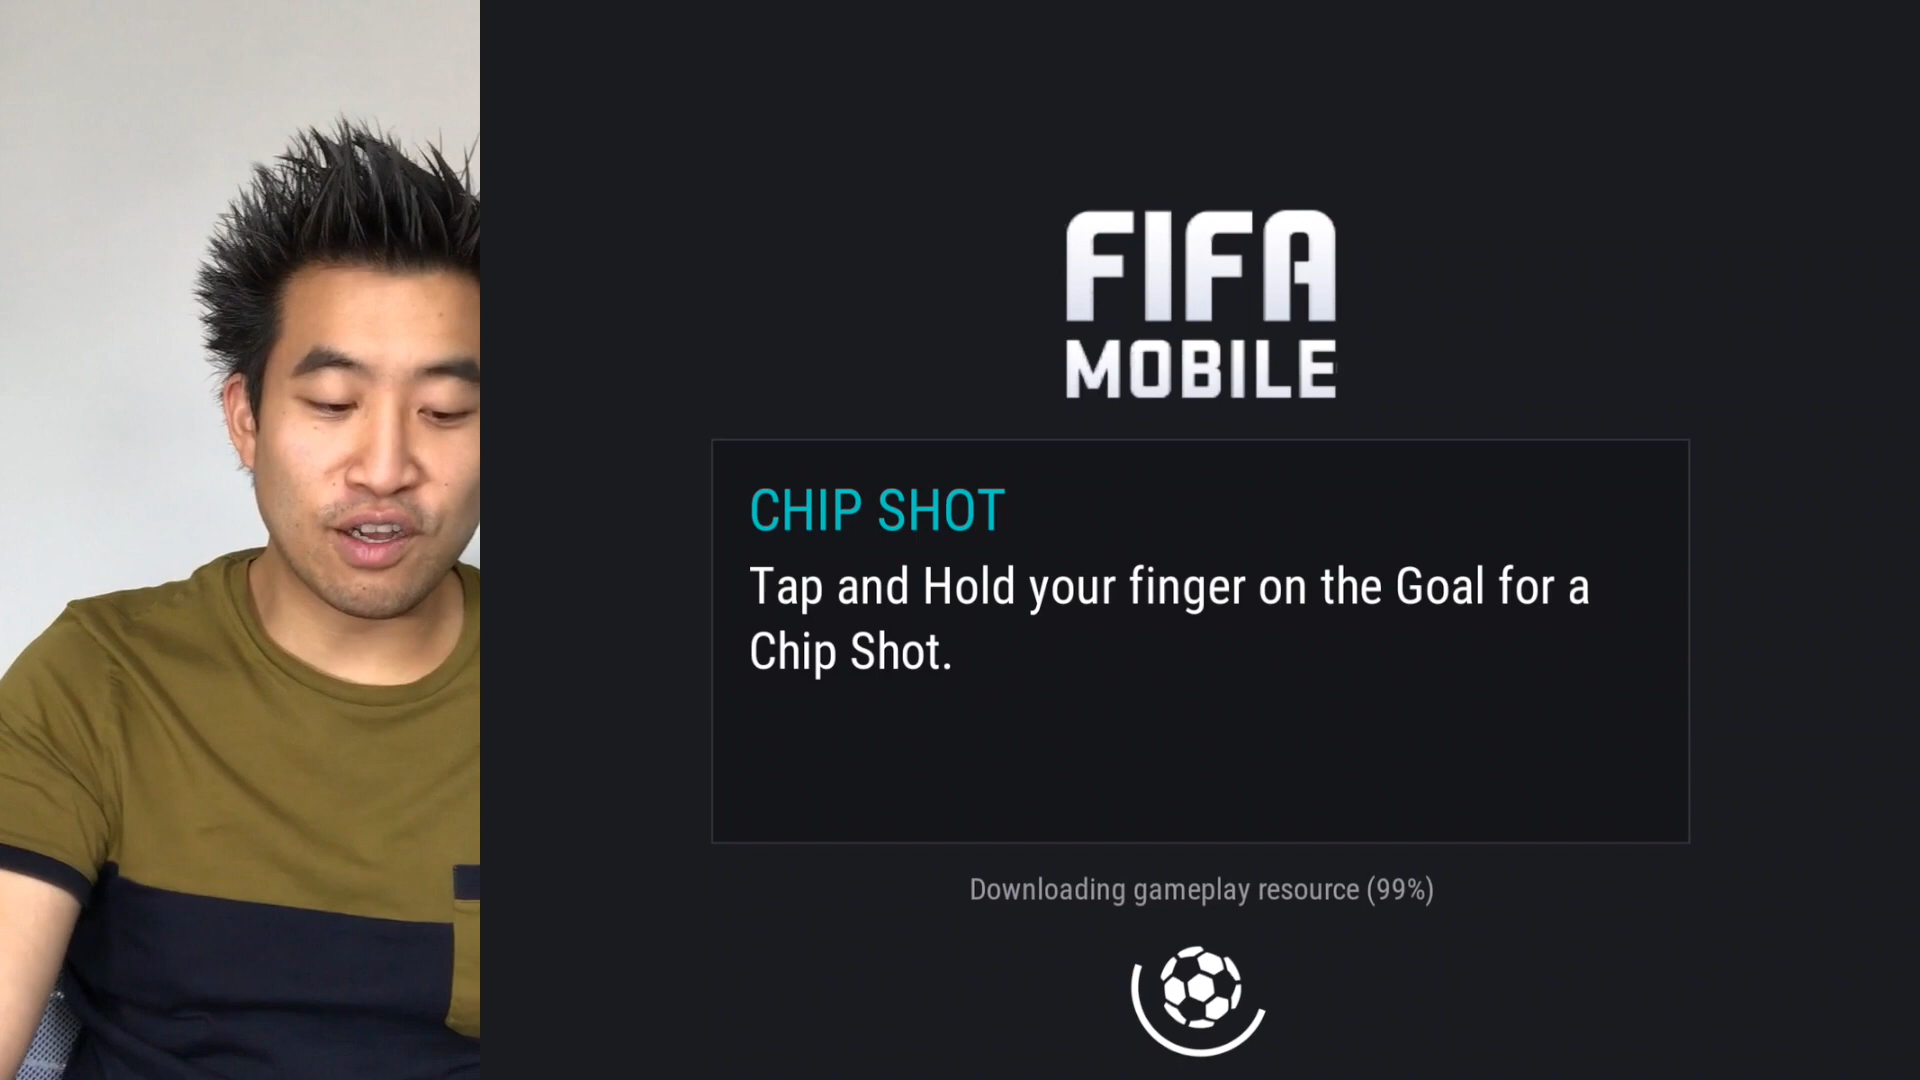 FIFA
MOBILE
CHIP SHOT
Tap and Hold your finger on the Goal for a
Chip Shot.
Downloading gameplay resource (99%)